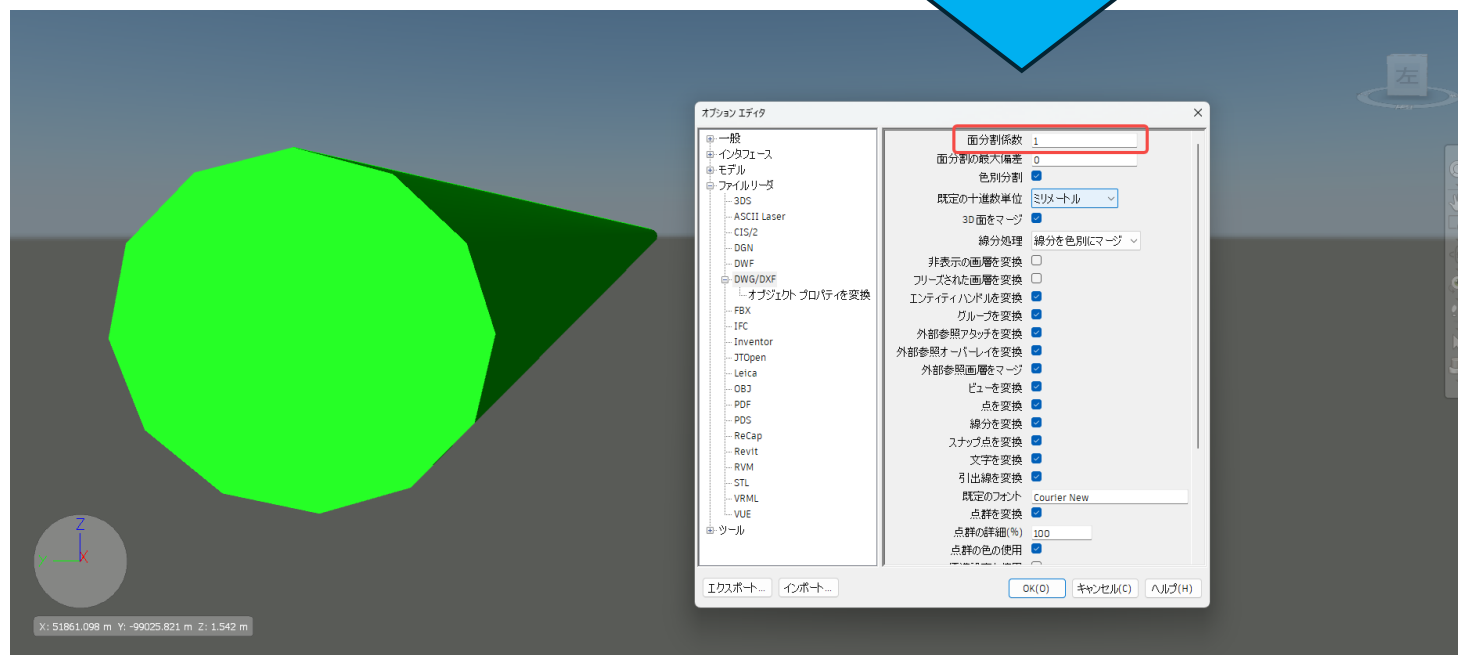 左
オプション エディタ
一般
インタフェース
モデル
ファイル リーダ
3DS
ASCII Laser
CIS/2
DGN
DWF
DWG/DXF
オブジェクト プロパティを変換
FBX
IFC
Inventor
JTOpen
Leica
OBJ
PDF
PDS
ReCap
Revit
RVM
STL
VRML
VUE
ツール
面分割係数 1
面分割の最大偏差 0
色別分割
既定の十進数単位 ミリメートル
3D 面をマージ
線分処理 線分を色別にマージ
非表示の画層を変換
フリーズされた画層を変換
エンティティ ハンドルを変換
グループを変換
外部参照アタッチを変換
外部参照オーバーレイを変換
外部参照画層をマージ
ビューを変換
点を変換
線分を変換
スナップ点を変換
文字を変換
引出線を変換
既定のフォント Courier New
点群を変換
点群の詳細(%) 100
点群の色の使用
エクスポート... インポート...
OK(O) キャンセル(C) ヘルプ(H)
Z
Y X
X: 51861.098 m Y: -99025.821 m Z: 1.542 m